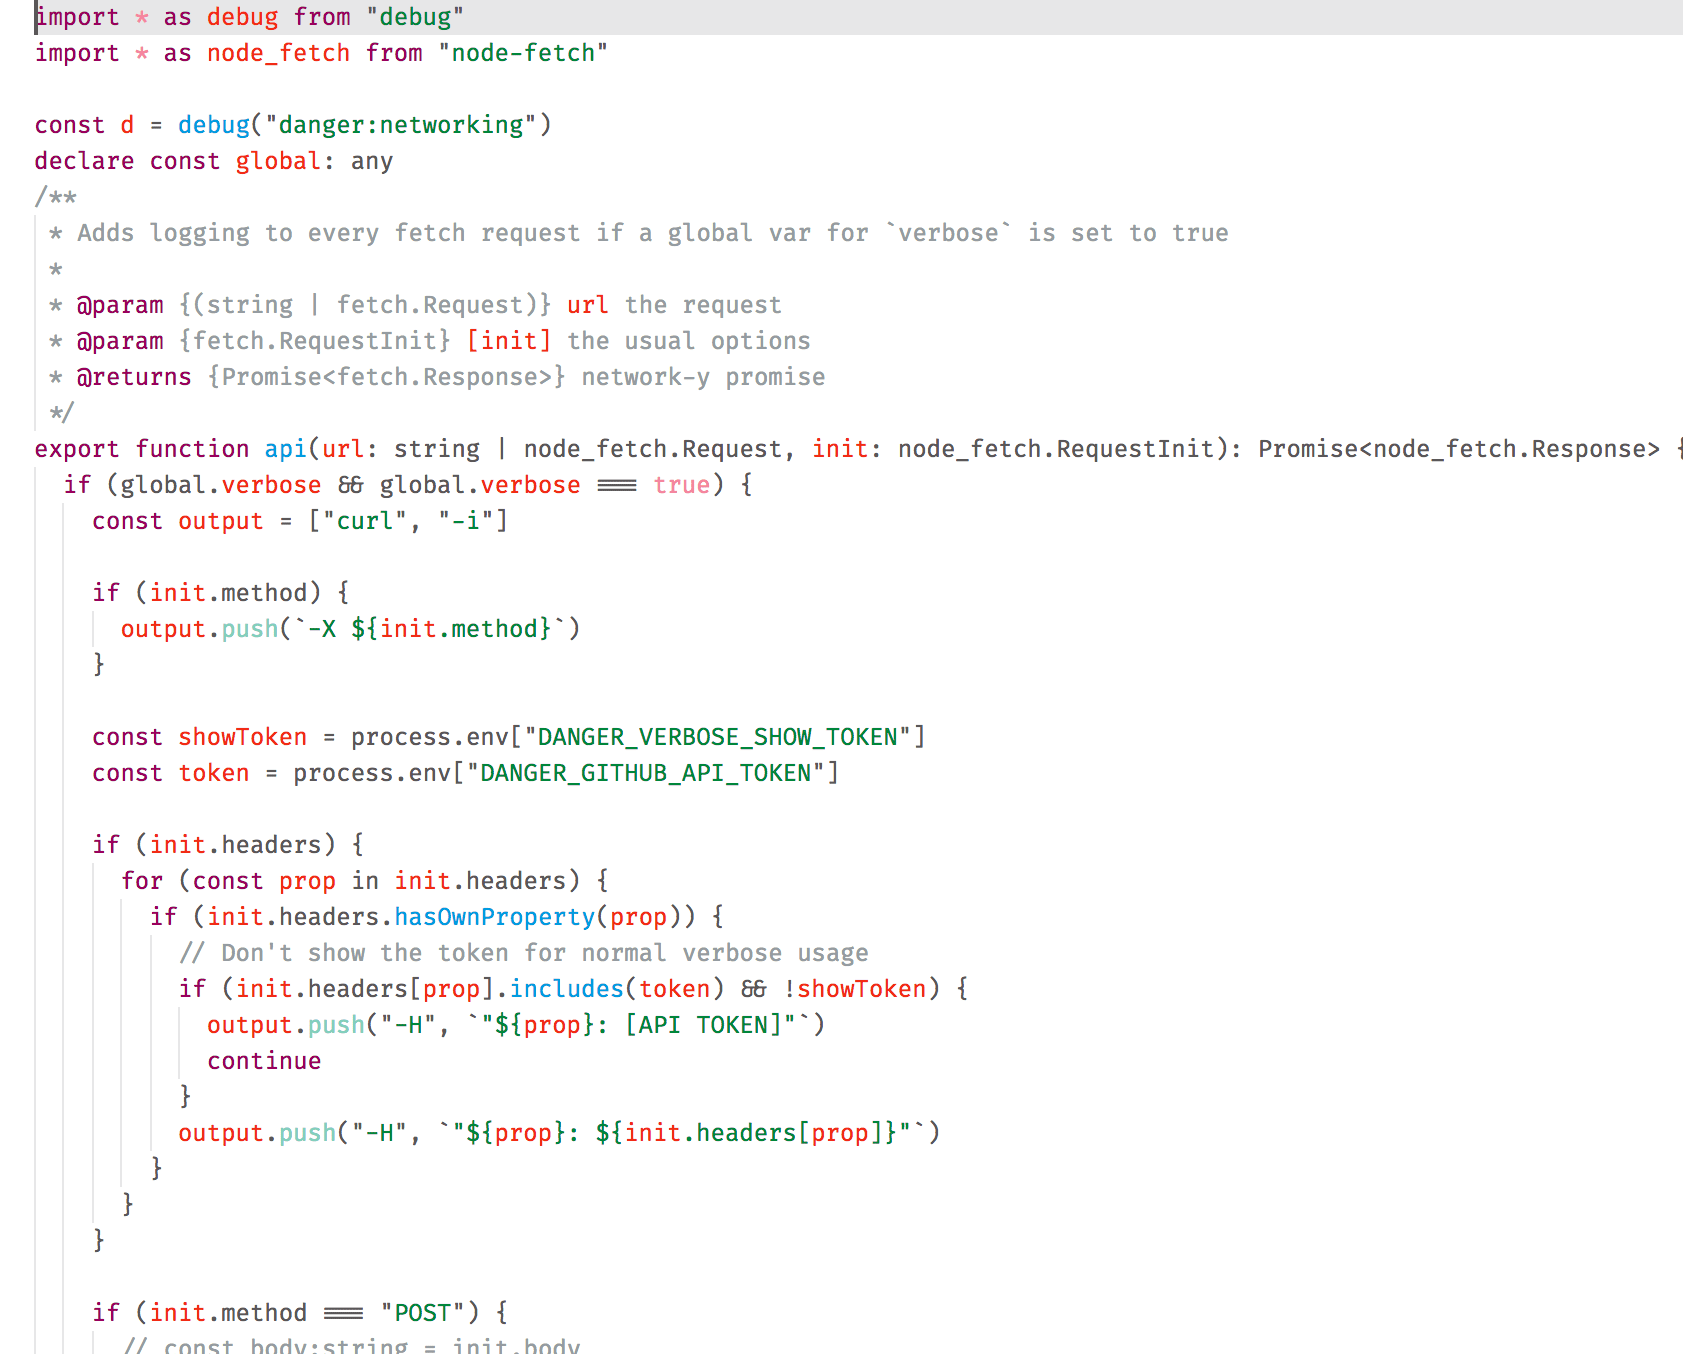 import * as debug from "debug"
import * as node_fetch from "node-fetch"

const d = debug("danger:networking")
declare const global: any
/**
 * Adds logging to every fetch request if a global var for `verbose` is set to true
 *
 * @param {(string | fetch.Request)} url the request
 * @param {fetch.RequestInit} [init] the usual options
 * @returns {Promise<fetch.Response>} network-y promise
 */
export function api(url: string | node_fetch.Request, init: node_fetch.RequestInit): Promise<node_fetch.Response> {
  if (global.verbose && global.verbose === true) {
    const output = ["curl", "-i"]

    if (init.method) {
      output.push(`-X ${init.method}`)
    }

    const showToken = process.env["DANGER_VERBOSE_SHOW_TOKEN"]
    const token = process.env["DANGER_GITHUB_API_TOKEN"]

    if (init.headers) {
      for (const prop in init.headers) {
        if (init.headers.hasOwnProperty(prop)) {
          // Don't show the token for normal verbose usage
          if (init.headers[prop].includes(token) && !showToken) {
            output.push("-H", `"${prop}: [API TOKEN]"`)
            continue
          }
          output.push("-H", `"${prop}: ${init.headers[prop]}"`)
        }
      }
    }

    if (init.method === "POST") {
      // const body:string = init.body